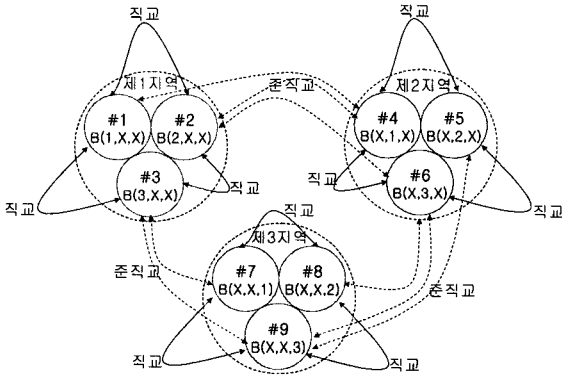 직교
직교
제1지역
준직교
제2지역
#1
B(1,X,X)
#2
B(2,X,X)
#4
B(X,1,X)
#5
B(X,2,X)
#3
B(3,X,X)
#6
B(X,3,X)
직교
직교
직교
직교
직교
제3지역
준직교
#7
B(X,X,1)
#8
B(X,X,2)
준직교
#9
B(X,X,3)
직교
직교